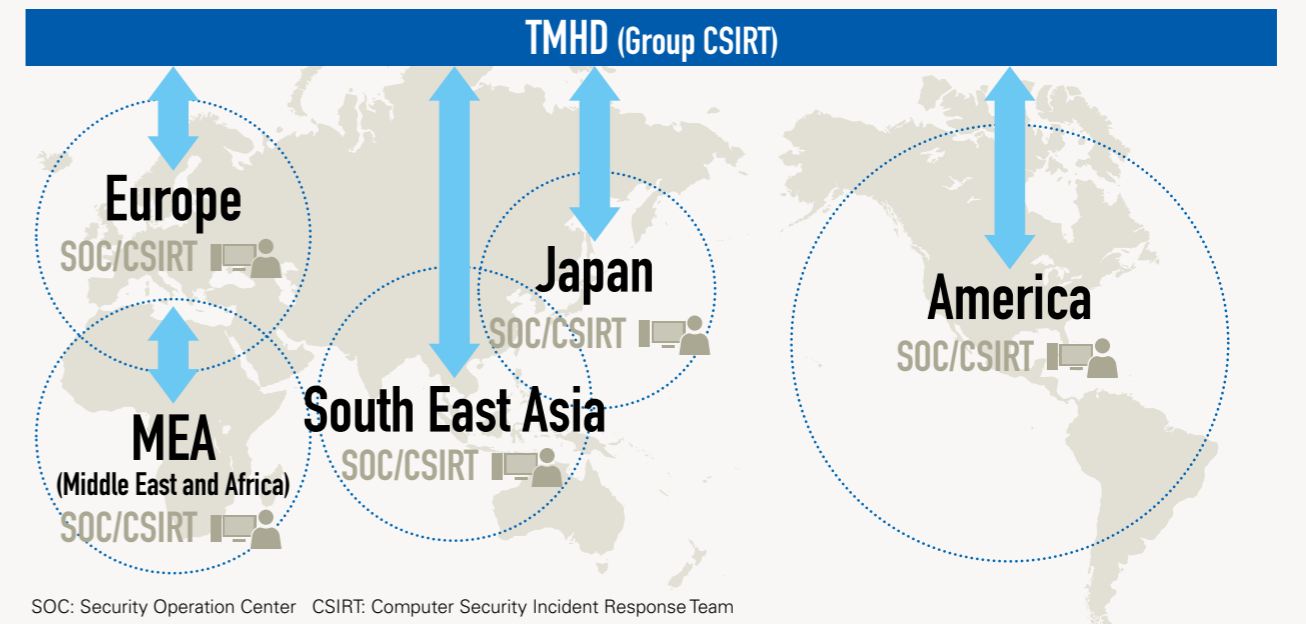 TMHD (Group CSIRT)
Europe
SOC/CSIRT
Japan
SOC/CSIRT
America
SOC/CSIRT
South East Asia
SOC/CSIRT
MEA
(Middle East and Africa)
SOC/CSIRT
SOC: Security Operation Center CSIRT: Computer Security Incident Response Team